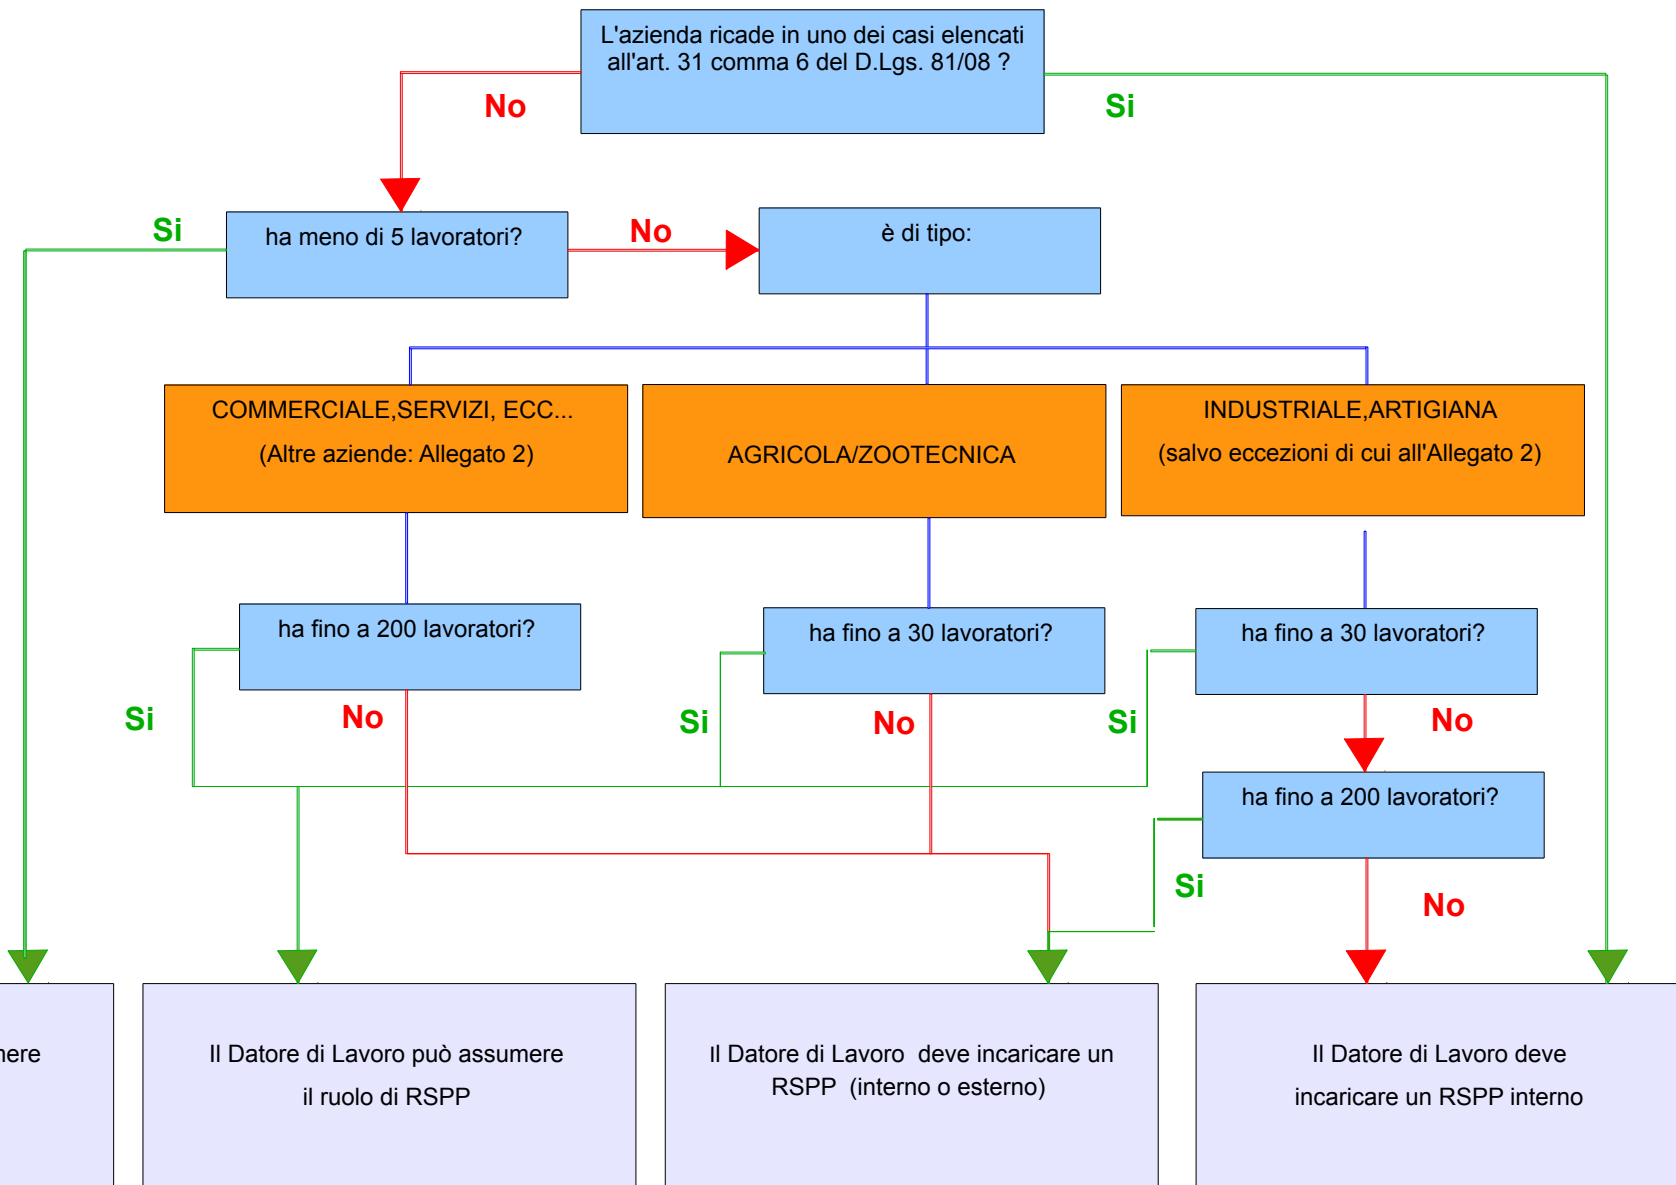 L'azienda ricade in uno dei casi elencati
all'art. 31 comma 6 del D.Lgs. 81/08 ?
No
Si
Si
ha meno di 5 lavoratori?
No
è di tipo:
COMMERCIALE,SERVIZI, ECC...
(Altre aziende: Allegato 2)
AGRICOLA/ZOOTECNICA
INDUSTRIALE,ARTIGIANA
(salvo eccezioni di cui all'Allegato 2)
ha fino a 200 lavoratori?
ha fino a 30 lavoratori?
ha fino a 30 lavoratori?
Si
No
Si
No
Si
No
ha fino a 200 lavoratori?
Si
No
nere
Il Datore di Lavoro può assumere
il ruolo di RSPP
Il Datore di Lavoro deve incaricare un
RSPP (interno o esterno)
Il Datore di Lavoro deve
incaricare un RSPP interno